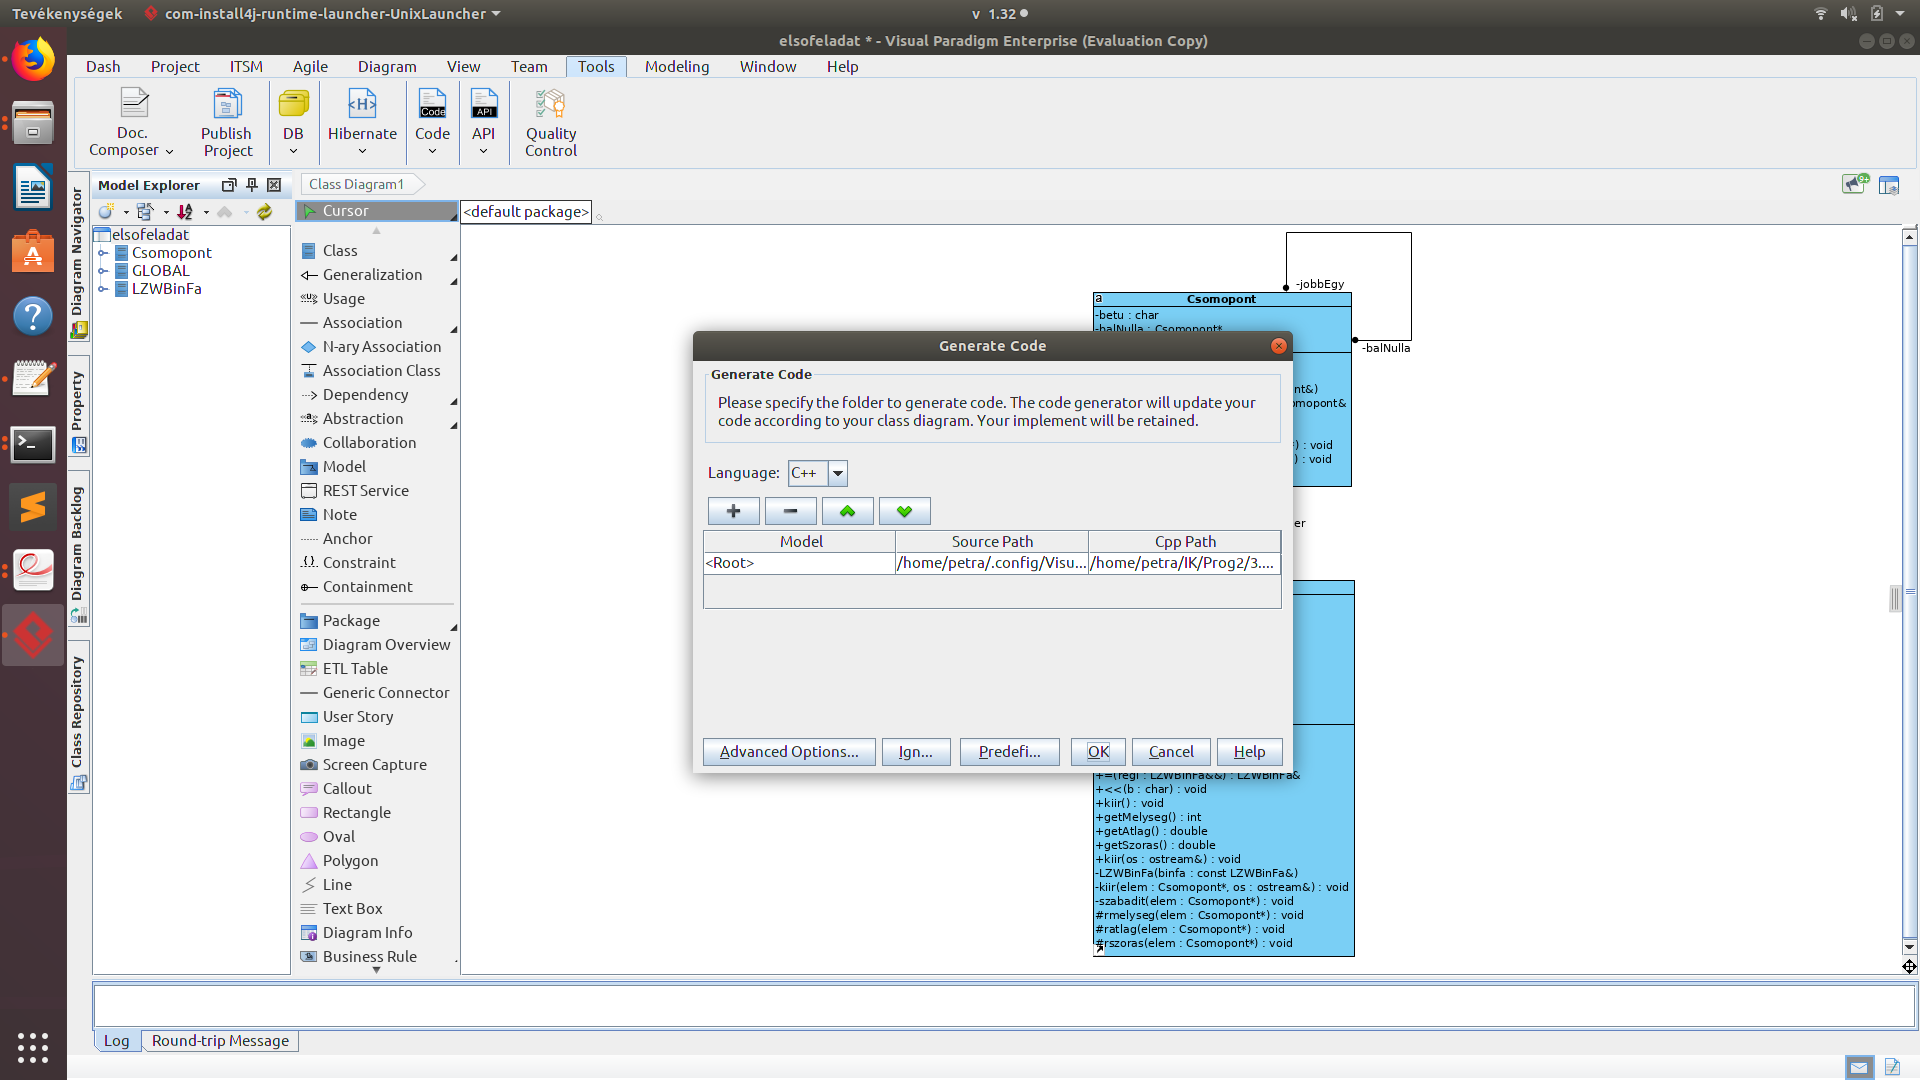 Tevékenységek
com-install4j-runtime-launcher-UnixLauncher
v 1.32
elsofeladat * - Visual Paradigm Enterprise (Evaluation Copy)
Dash Project ITSM Agile Diagram View Team Tools Modeling Window Help
Doc. Composer
Publish Project
DB
Hibernate
Code
Code
API
API
Quality Control
Diagram Navigator
Property
Diagram Backlog
Class Repository
Model Explorer
elsofeladat
Csomopont
GLOBAL
LZWBinFa
Class Diagram1
9+
Cursor
<default package>
Class
Generalization
Usage
Association
N-ary Association
Association Class
Dependency
Abstraction
Collaboration
Model
REST Service
Note
Anchor
Constraint
Containment
Package
Diagram Overview
ETL Table
Generic Connector
User Story
Image
Screen Capture
Callout
Rectangle
Oval
Polygon
Line
Text Box
Diagram Info
Business Rule
-jobbEgy
a
Csomopont
-betu : char
-balNulla : Csomopont*
-balNulla
nt&)
omopont&
*) : void
) : void
er
Generate Code
Generate Code
Please specify the folder to generate code. The code generator will update your
code according to your class diagram. Your implement will be retained.
Language: C++
Model Source Path Cpp Path
<Root> /home/petra/.config/Visu... /home/petra/IK/Prog2/3....
Advanced Options... Ign... Predefi... OK Cancel Help
+=(regi : LZWBinFa&&) : LZWBinFa&
+<<(b : char) : void
+kiir() : void
+getMelyseg() : int
+getAtlag() : double
+getSzoras() : double
+kiir(os : ostream&) : void
-LZWBinFa(binfa : const LZWBinFa&)
-kiir(elem : Csomopont*, os : ostream&) : void
-szabadit(elem : Csomopont*) : void
#rmelyseg(elem : Csomopont*) : void
#ratlag(elem : Csomopont*) : void
#rszoras(elem : Csomopont*) : void
Log Round-trip Message